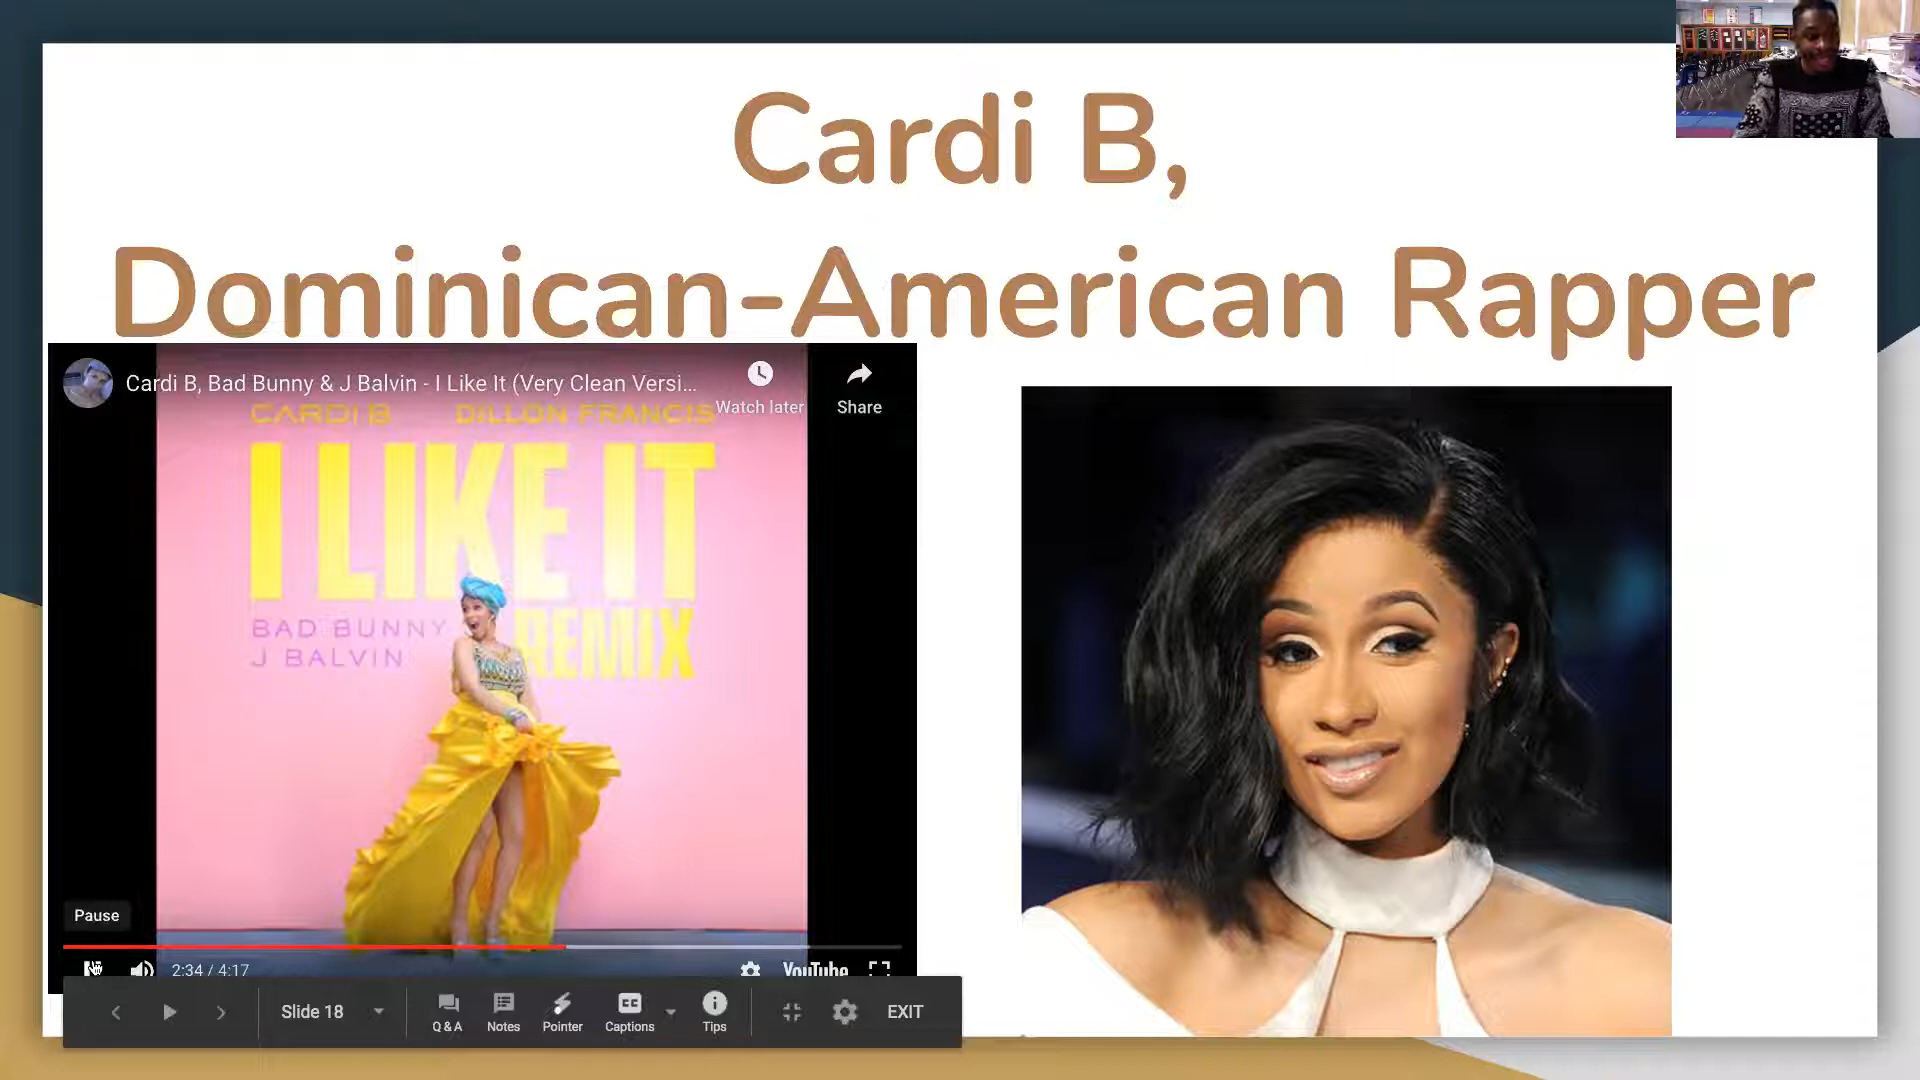 Cardi B,
Dominican-American Rapper
Cardi B, Bad Bunny & J Balvin - I Like It (Very Clean Versi...
Watch later
Share
CARDI B DILLON FRANCIS
I LIKE IT
REMIX
BAD BUNNY
J BALVIN
Pause
2:34 / 4:17
YouTube
Slide 18
Q & A
Notes
Pointer
CC
Captions
Tips
EXIT